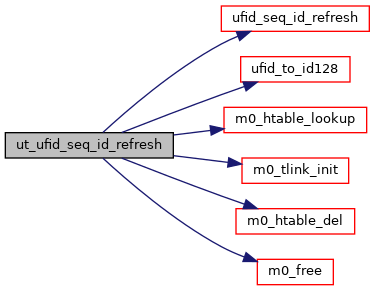 ufid_seq_id_refresh
ufid_to_id128
m0_htable_lookup
ut_ufid_seq_id_refresh
m0_tlink_init
m0_htable_del
m0_free